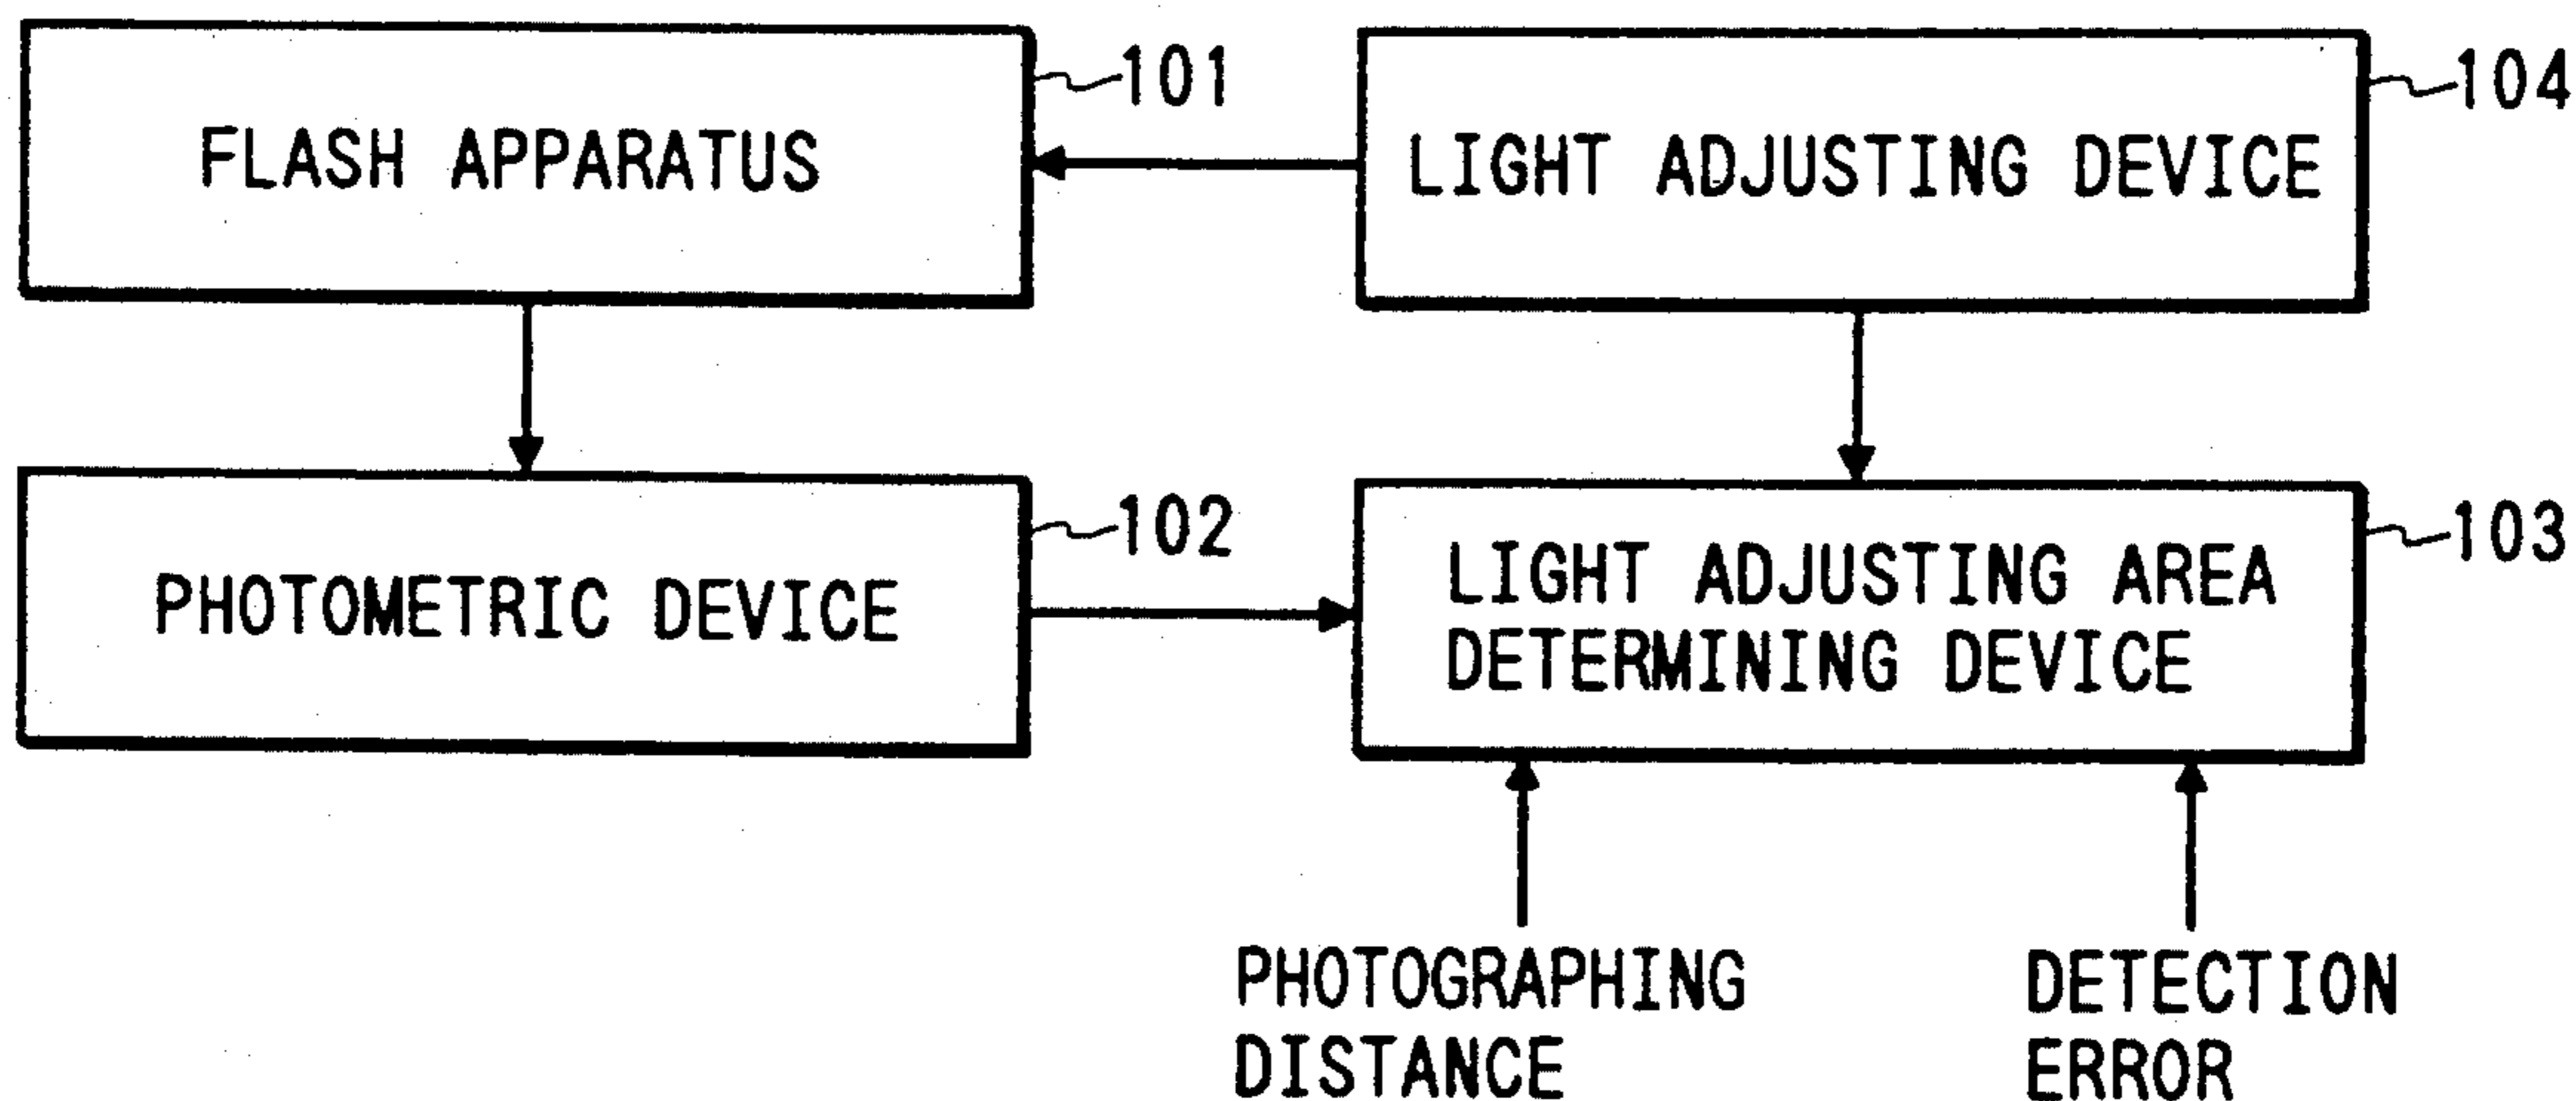 FLASH APPARATUS
101
LIGHT ADJUSTING DEVICE
104
PHOTOMETRIC DEVICE
102
LIGHT ADJUSTING AREA
DETERMINING DEVICE
103
PHOTOGRAPHING
DISTANCE
DETECTION
ERROR